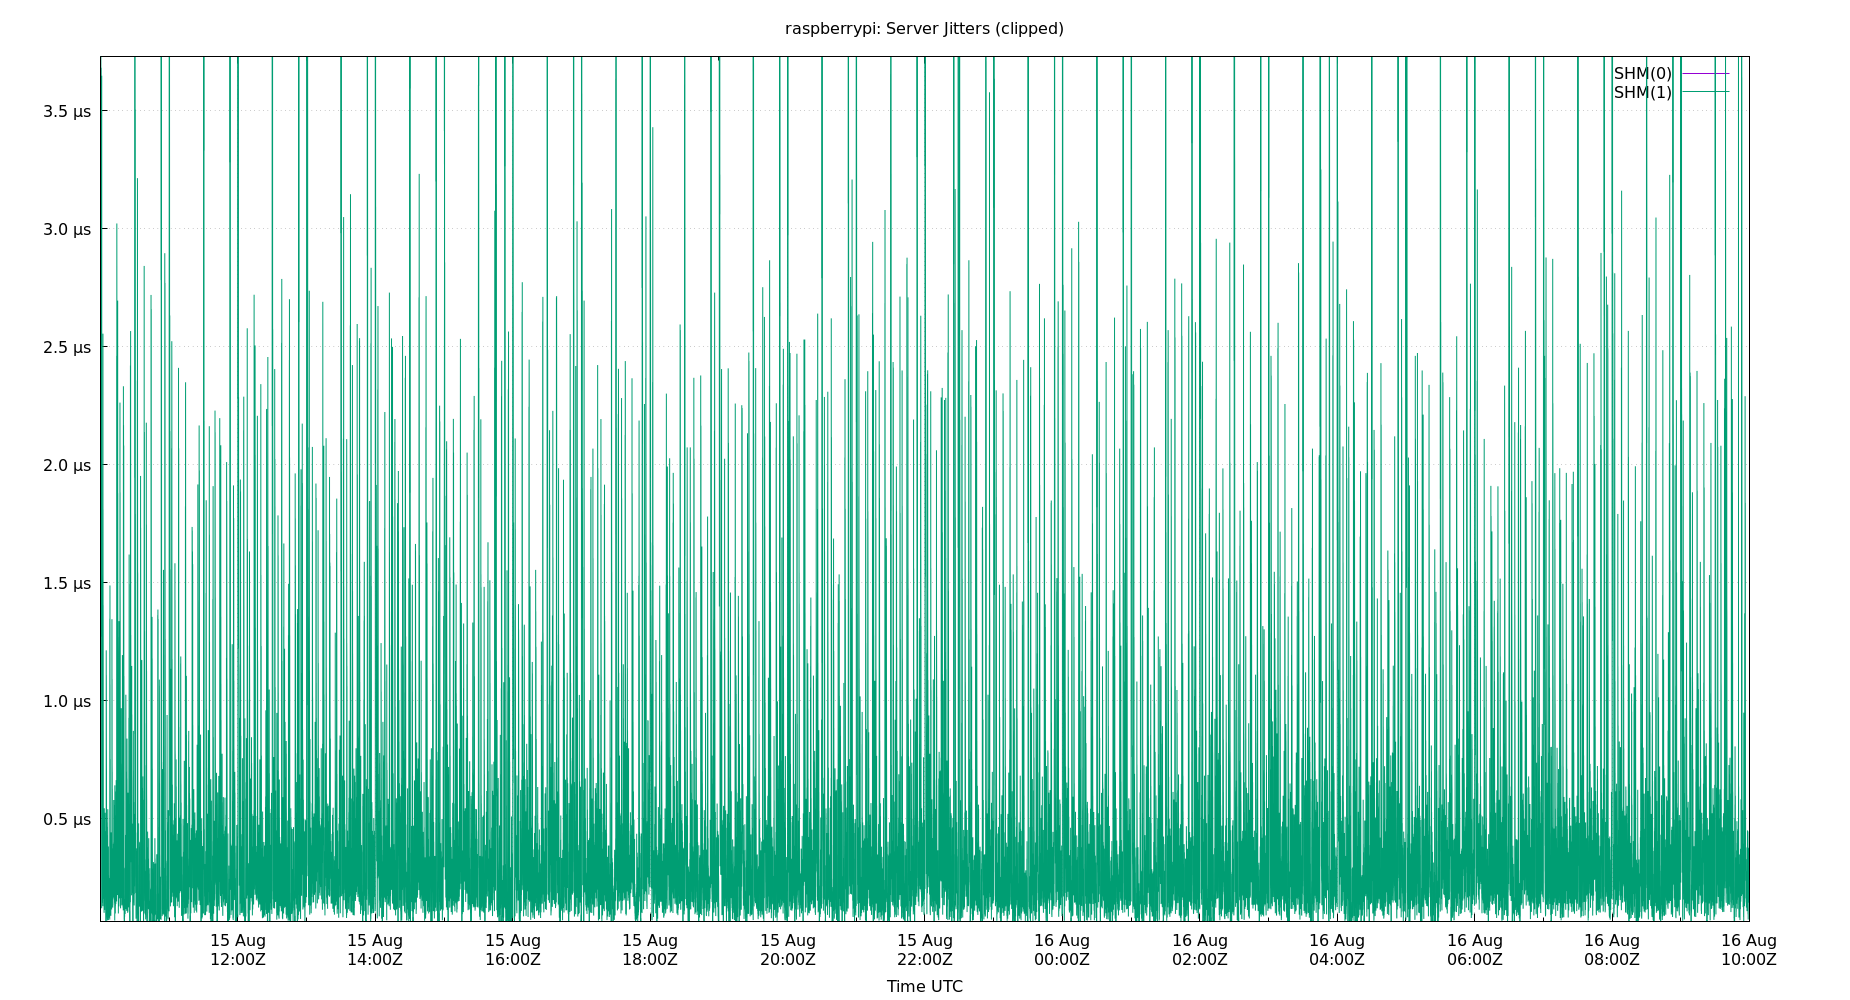 raspberrypi: Server Jitters (clipped)
SHM(0)
SHM(1)
3.5 µs
3.0 µs
2.5 µs
2.0 µs
1.5 µs
1.0 µs
0.5 µs
15 Aug 15 Aug 15 Aug 15 Aug 15 Aug 15 Aug 16 Aug 16 Aug 16 Aug 16 Aug 16 Aug 16 Aug
12:00Z 14:00Z 16:00Z 18:00Z 20:00Z 22:00Z 00:00Z 02:00Z 04:00Z 06:00Z 08:00Z 10:00Z
Time UTC